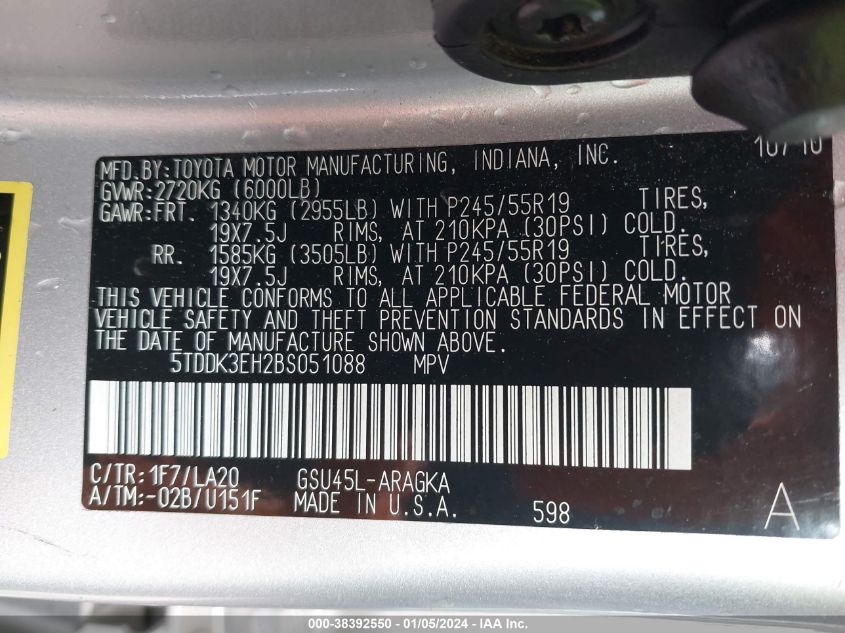 10/10
MFD.BY:TOYOTA MOTOR MANUFACTURING, INDIANA, INC.
GVWR:2720KG (6000LB)
GAWR:FRT. 1340KG (2955LB) WITH P245/55R19 TIRES,
19X7.5J RIMS, AT 210KPA (30PSI) COLD.
RR. 1585KG (3505LB) WITH P245/55R19 TIRES,
19X7.5J RIMS, AT 210KPA (30PSI) COLD.
THIS VEHICLE CONFORMS TO ALL APPLICABLE FEDERAL MOTOR
VEHICLE SAFETY AND THEFT PREVENTION STANDARDS IN EFFECT ON
THE DATE OF MANUFACTURE SHOWN ABOVE.
5TDDK3EH2BS051088 MPV
C/TR:1F7/LA20 GSU45L-ARAGKA
A/TM:-02B/U151F MADE IN U.S.A. 598 A
000-38392550 - 01/05/2024 - IAA Inc.